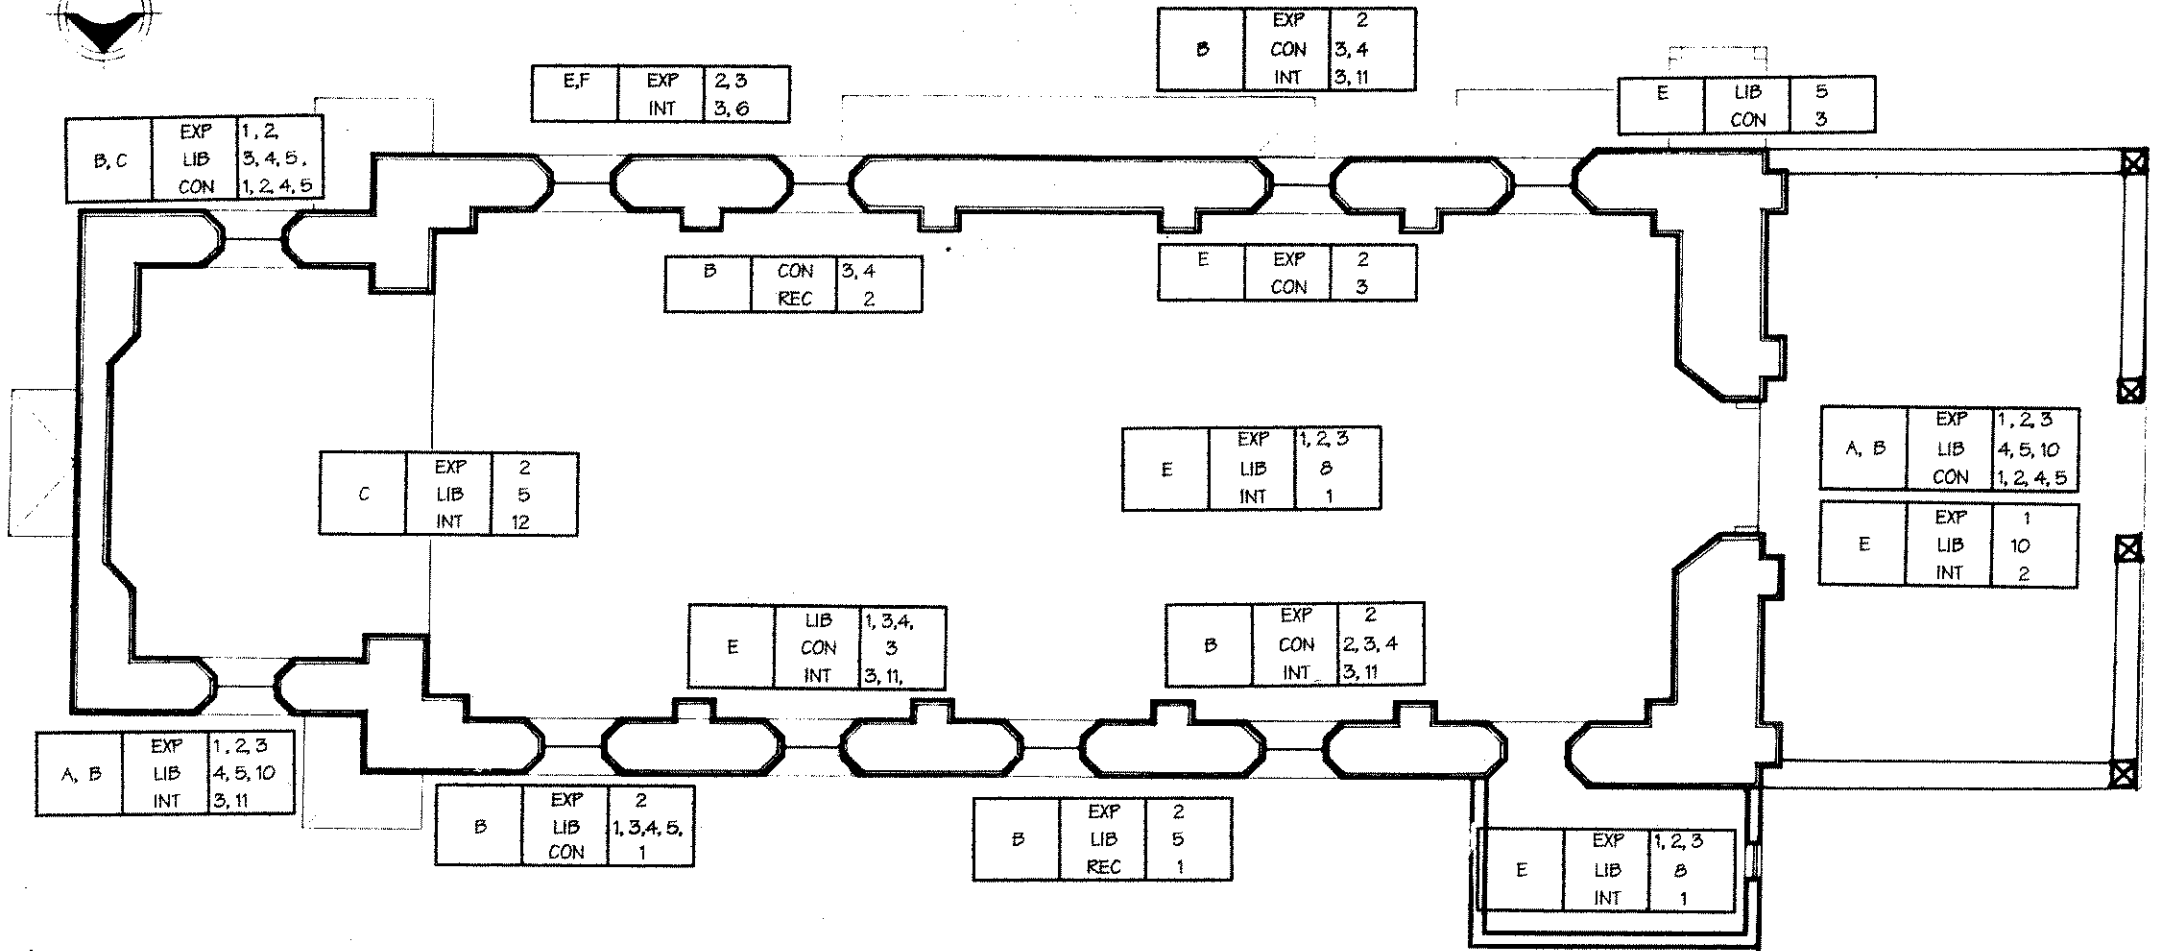 B
EXP 2
CON 3, 4
INT 3, 11
E,F
EXP 2, 3
INT 3, 6
E
LIB 5
CON 3
B, C
EXP 1, 2,
LIB 3, 4, 5,
CON 1, 2, 4, 5
B
CON 3, 4
REC 2
E
EXP 2
CON 3
C
EXP 2
LIB 5
INT 12
E
EXP 1, 2, 3
LIB 8
INT 1
A, B
EXP 1, 2, 3
LIB 4, 5, 10
CON 1, 2, 4, 5
E
EXP 1
LIB 10
INT 2
E
LIB 1, 3,4,
CON 3
INT 3, 11,
B
EXP 2
CON 2, 3, 4
INT 3, 11
A, B
EXP 1, 2, 3
LIB 4, 5, 10
INT 3, 11
B
EXP 2
LIB 1, 3,4, 5,
CON 1
B
EXP 2
LIB 5
REC 1
E
EXP 1, 2, 3
LIB 8
INT 1